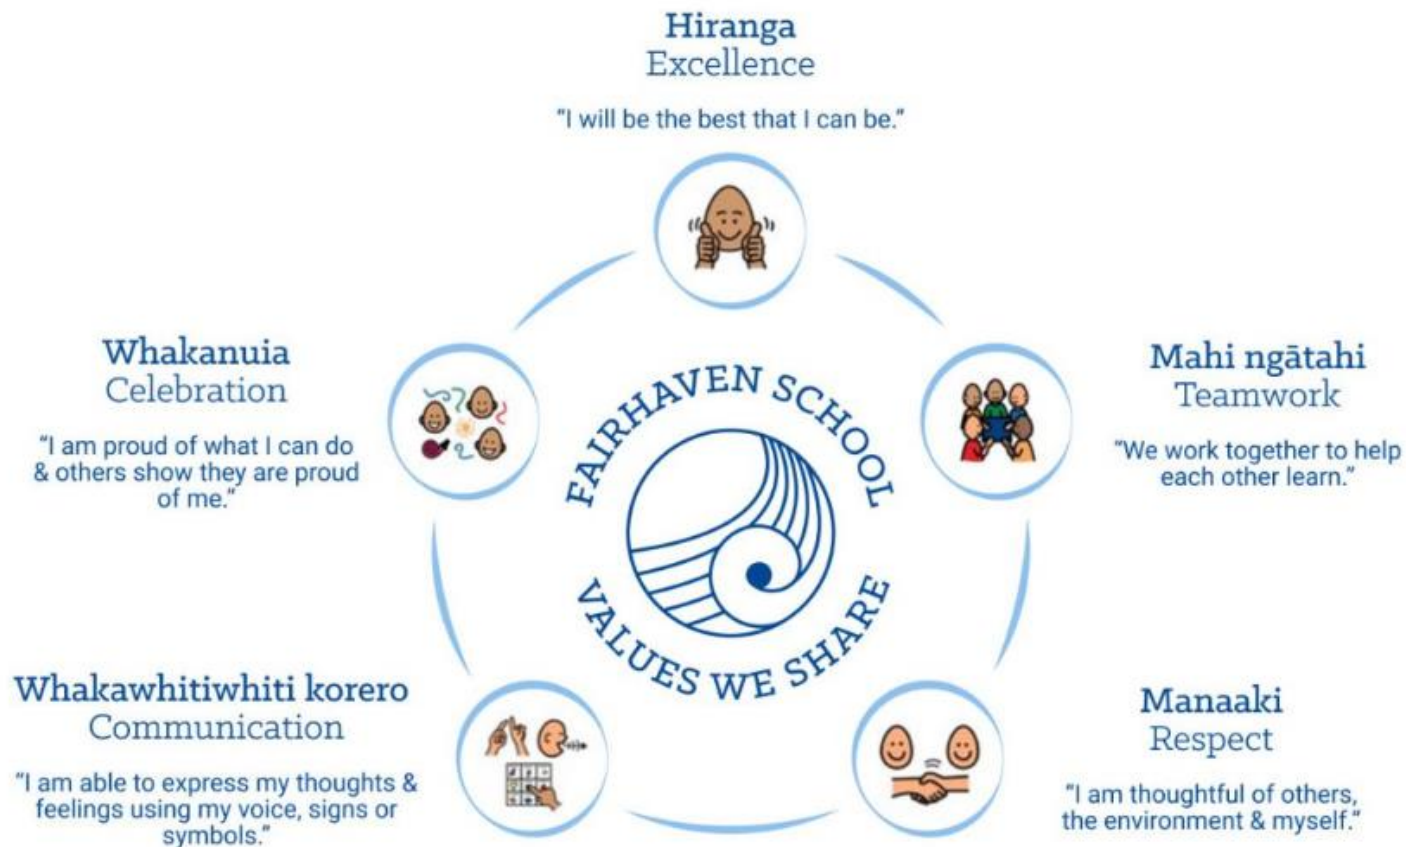 Hiranga
Excellence
"I will be the best that I can be."
Whakanuia
Celebration
"I am proud of what I can do
& others show they are proud
of me."
Mahi ngātahi
Teamwork
"We work together to help
each other learn."
FAIRHAVEN SCHOOL
VALUES WE SHARE
Whakawhitiwhiti korero
Communication
"I am able to express my thoughts &
feelings using my voice, signs or
symbols."
Manaaki
Respect
"I am thoughtful of others,
the environment & myself."